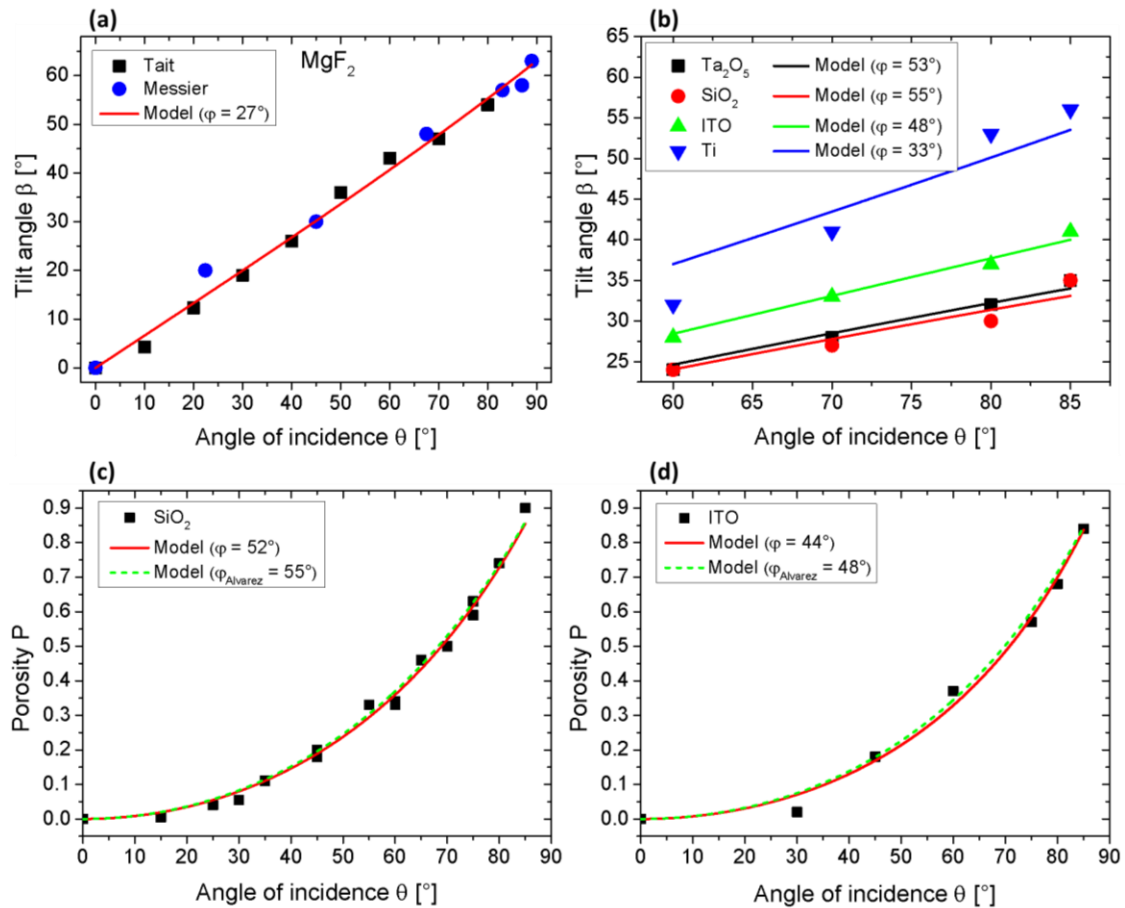 (a)
MgF2
Tait
Messier
Model (φ = 27°)
Tilt angle β [°]
60
50
40
30
20
10
0
0 10 20 30 40 50 60 70 80 90
Angle of incidence θ [°]
(b)
Ta2O5 Model (φ = 53°)
SiO2 Model (φ = 55°)
ITO Model (φ = 48°)
Ti Model (φ = 33°)
Tilt angle β [°]
65
60
55
50
45
40
35
30
25
60 65 70 75 80 85
Angle of incidence θ [°]
(c)
SiO2
Model (φ = 52°)
Model (φAlvarez = 55°)
Porosity P
0.9
0.8
0.7
0.6
0.5
0.4
0.3
0.2
0.1
0.0
0 10 20 30 40 50 60 70 80 90
Angle of incidence θ [°]
(d)
ITO
Model (φ = 44°)
Model (φAlvarez = 48°)
Porosity P
0.9
0.8
0.7
0.6
0.5
0.4
0.3
0.2
0.1
0.0
0 10 20 30 40 50 60 70 80 90
Angle of incidence θ [°]